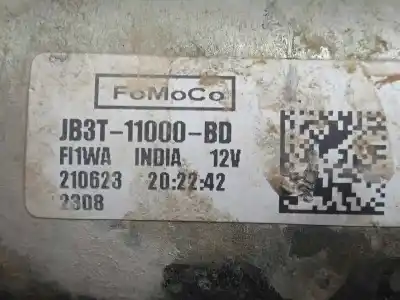 FoMoCo
JB3T-11000-BD
FI1WA INDIA 12V
210623 20:22:42
2308